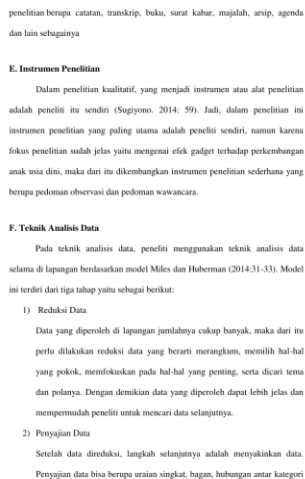 penelitian berupa catatan, transkrip, buku, surat kabar, majalah, arsip, agenda
dan lain sebagainya
E. Instrumen Penelitian
Dalam penelitian kualitatif, yang menjadi instrumen atau alat penelitian
adalah peneliti itu sendiri (Sugiyono. 2014: 59). Jadi, dalam penelitian ini
instrumen penelitian yang paling utama adalah peneliti sendiri, namun karena
fokus penelitian sudah jelas yaitu mengenai efek gadget terhadap perkembangan
anak usia dini, maka dari itu dikembangkan instrumen penelitian sederhana yang
berupa pedoman observasi dan pedoman wawancara.
F. Teknik Analisis Data
Pada teknik analisis data, peneliti menggunakan teknik analisis data
selama di lapangan berdasarkan model Miles dan Huberman (2014:31-33). Model
ini terdiri dari tiga tahap yaitu sebagai berikut:
1) Reduksi Data
Data yang diperoleh di lapangan jumlahnya cukup banyak, maka dari itu
perlu dilakukan reduksi data yang berarti merangkum, memilih hal-hal
yang pokok, memfokuskan pada hal-hal yang penting, serta dicari tema
dan polanya. Dengan demikian data yang diperoleh dapat lebih jelas dan
mempermudah peneliti untuk mencari data selanjutnya.
2) Penyajian Data
Setelah data direduksi, langkah selanjutnya adalah menyakinkan data.
Penyajian data bisa berupa uraian singkat, bagan, hubungan antar kategori